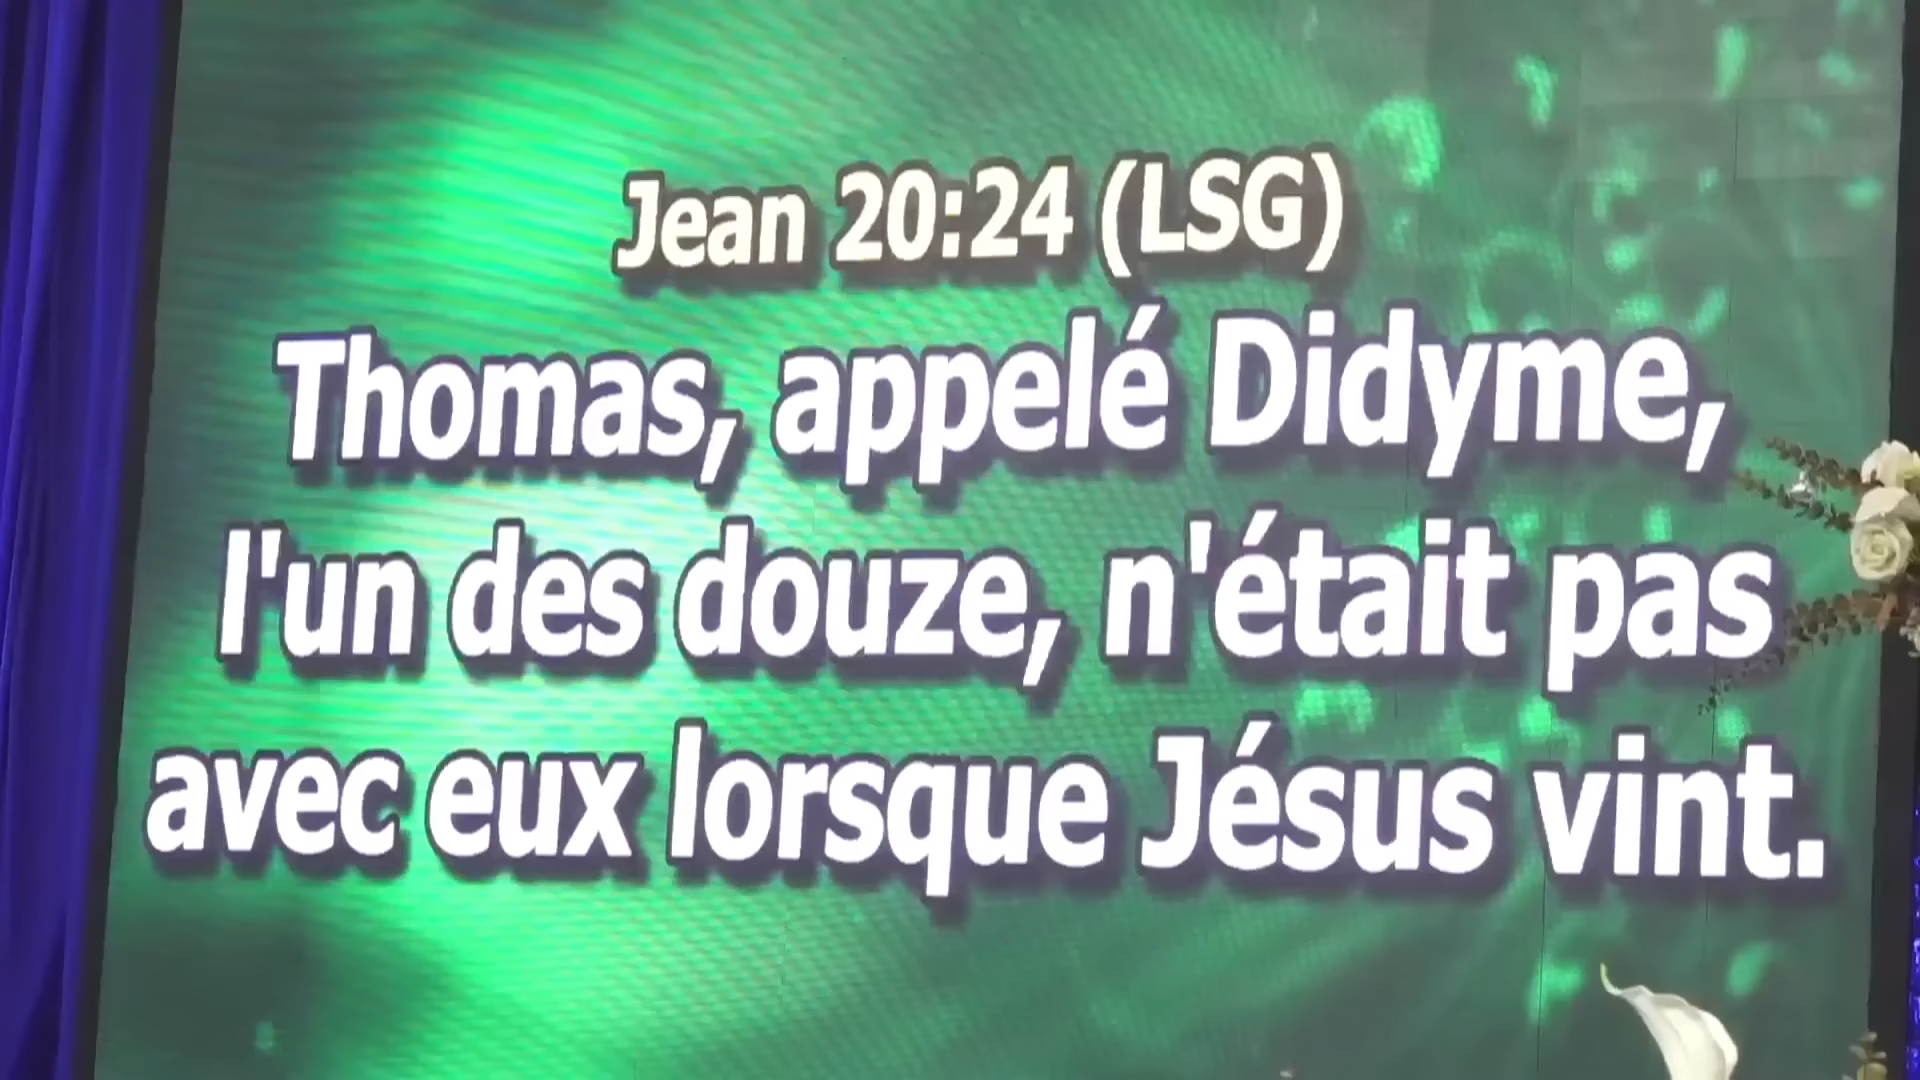 Jean 20:24 (LSG)
Thomas, appelé Didyme,
l'un des douze, n'était pas
avec eux lorsque Jésus vint.